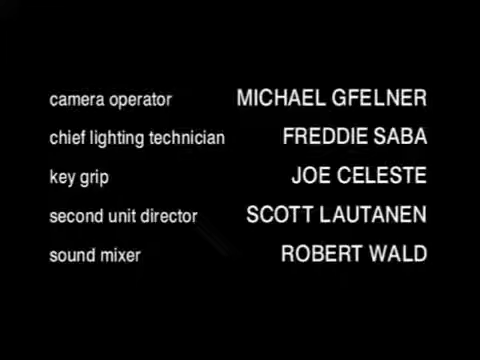 camera operator MICHAEL GFELNER
chief lighting technician FREDDIE SABA
key grip JOE CELESTE
second unit director SCOTT LAUTANEN
sound mixer ROBERT WALD